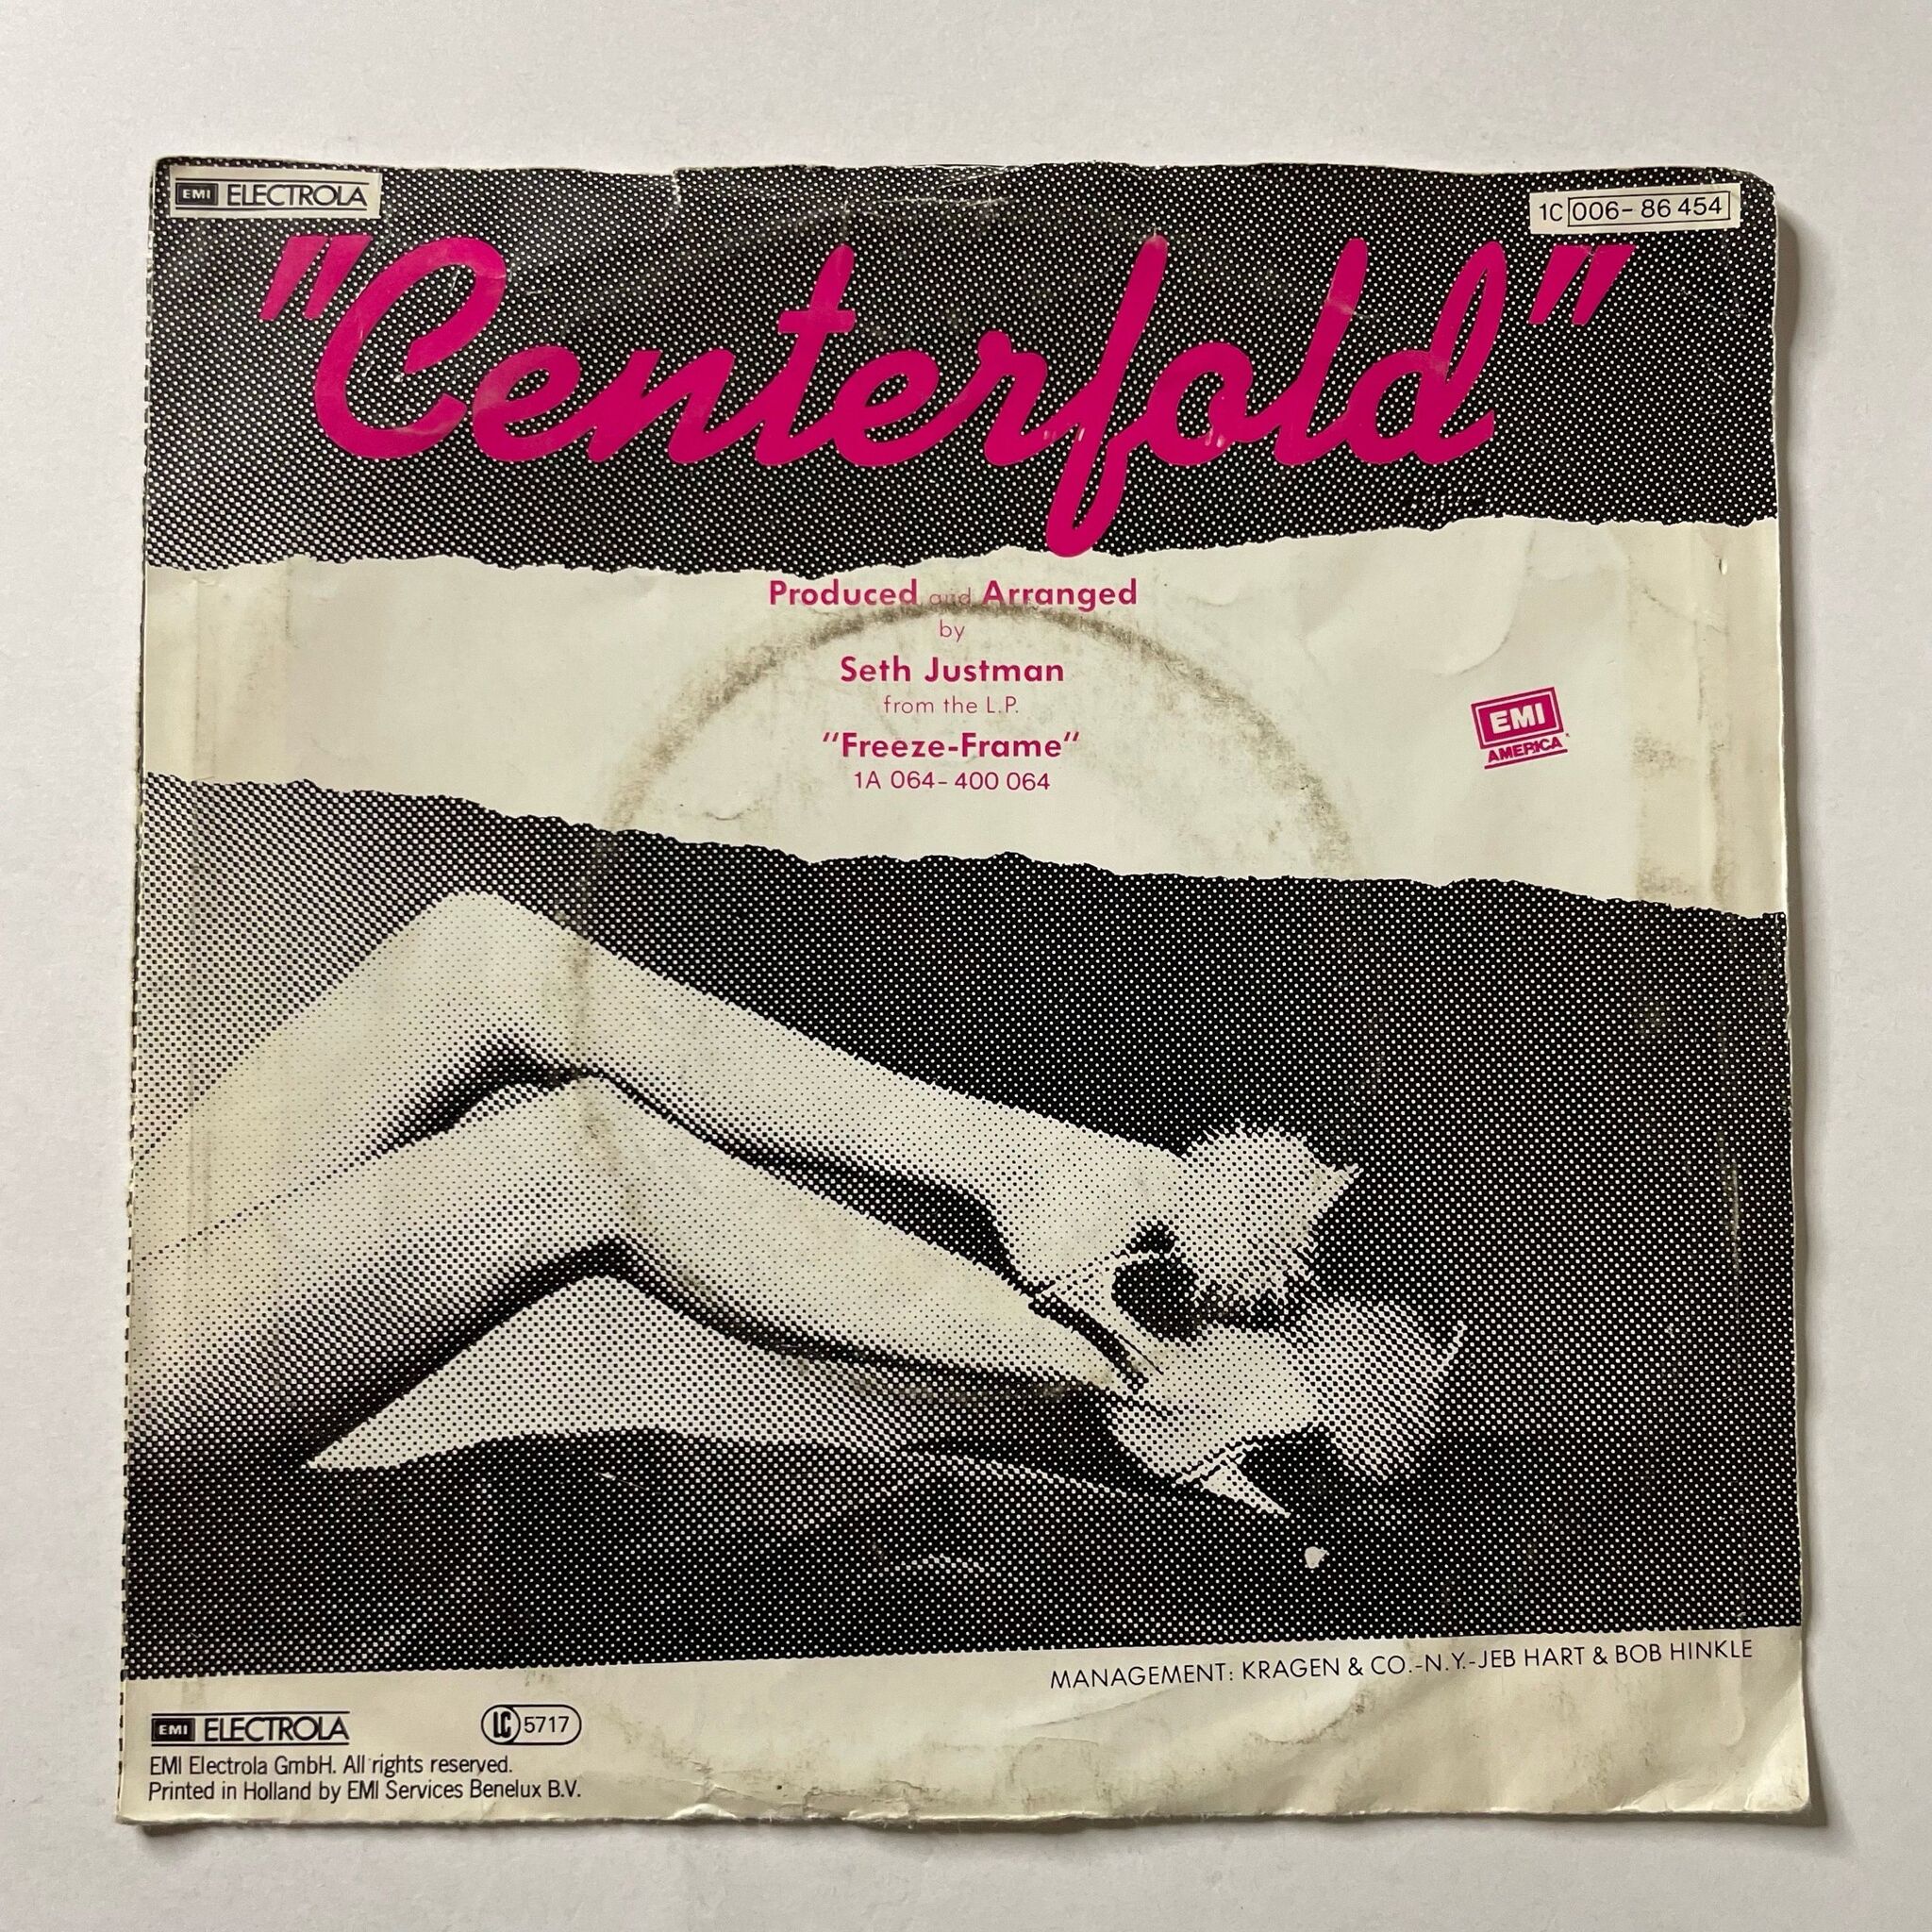 EMI ELECTROLA
1C 006-86 454
"Centerfold"
Produced and Arranged
by
Seth Justman
from the L.P.
"Freeze-Frame"
1A 064-400 064
EMI
AMERICA
MANAGEMENT: KRAGEN & CO.-N.Y.-JEB HART & BOB HINKLE
EMI ELECTROLA
LC 5717
EMI Electrola GmbH. All rights reserved.
Printed in Holland by EMI Services Benelux B.V.